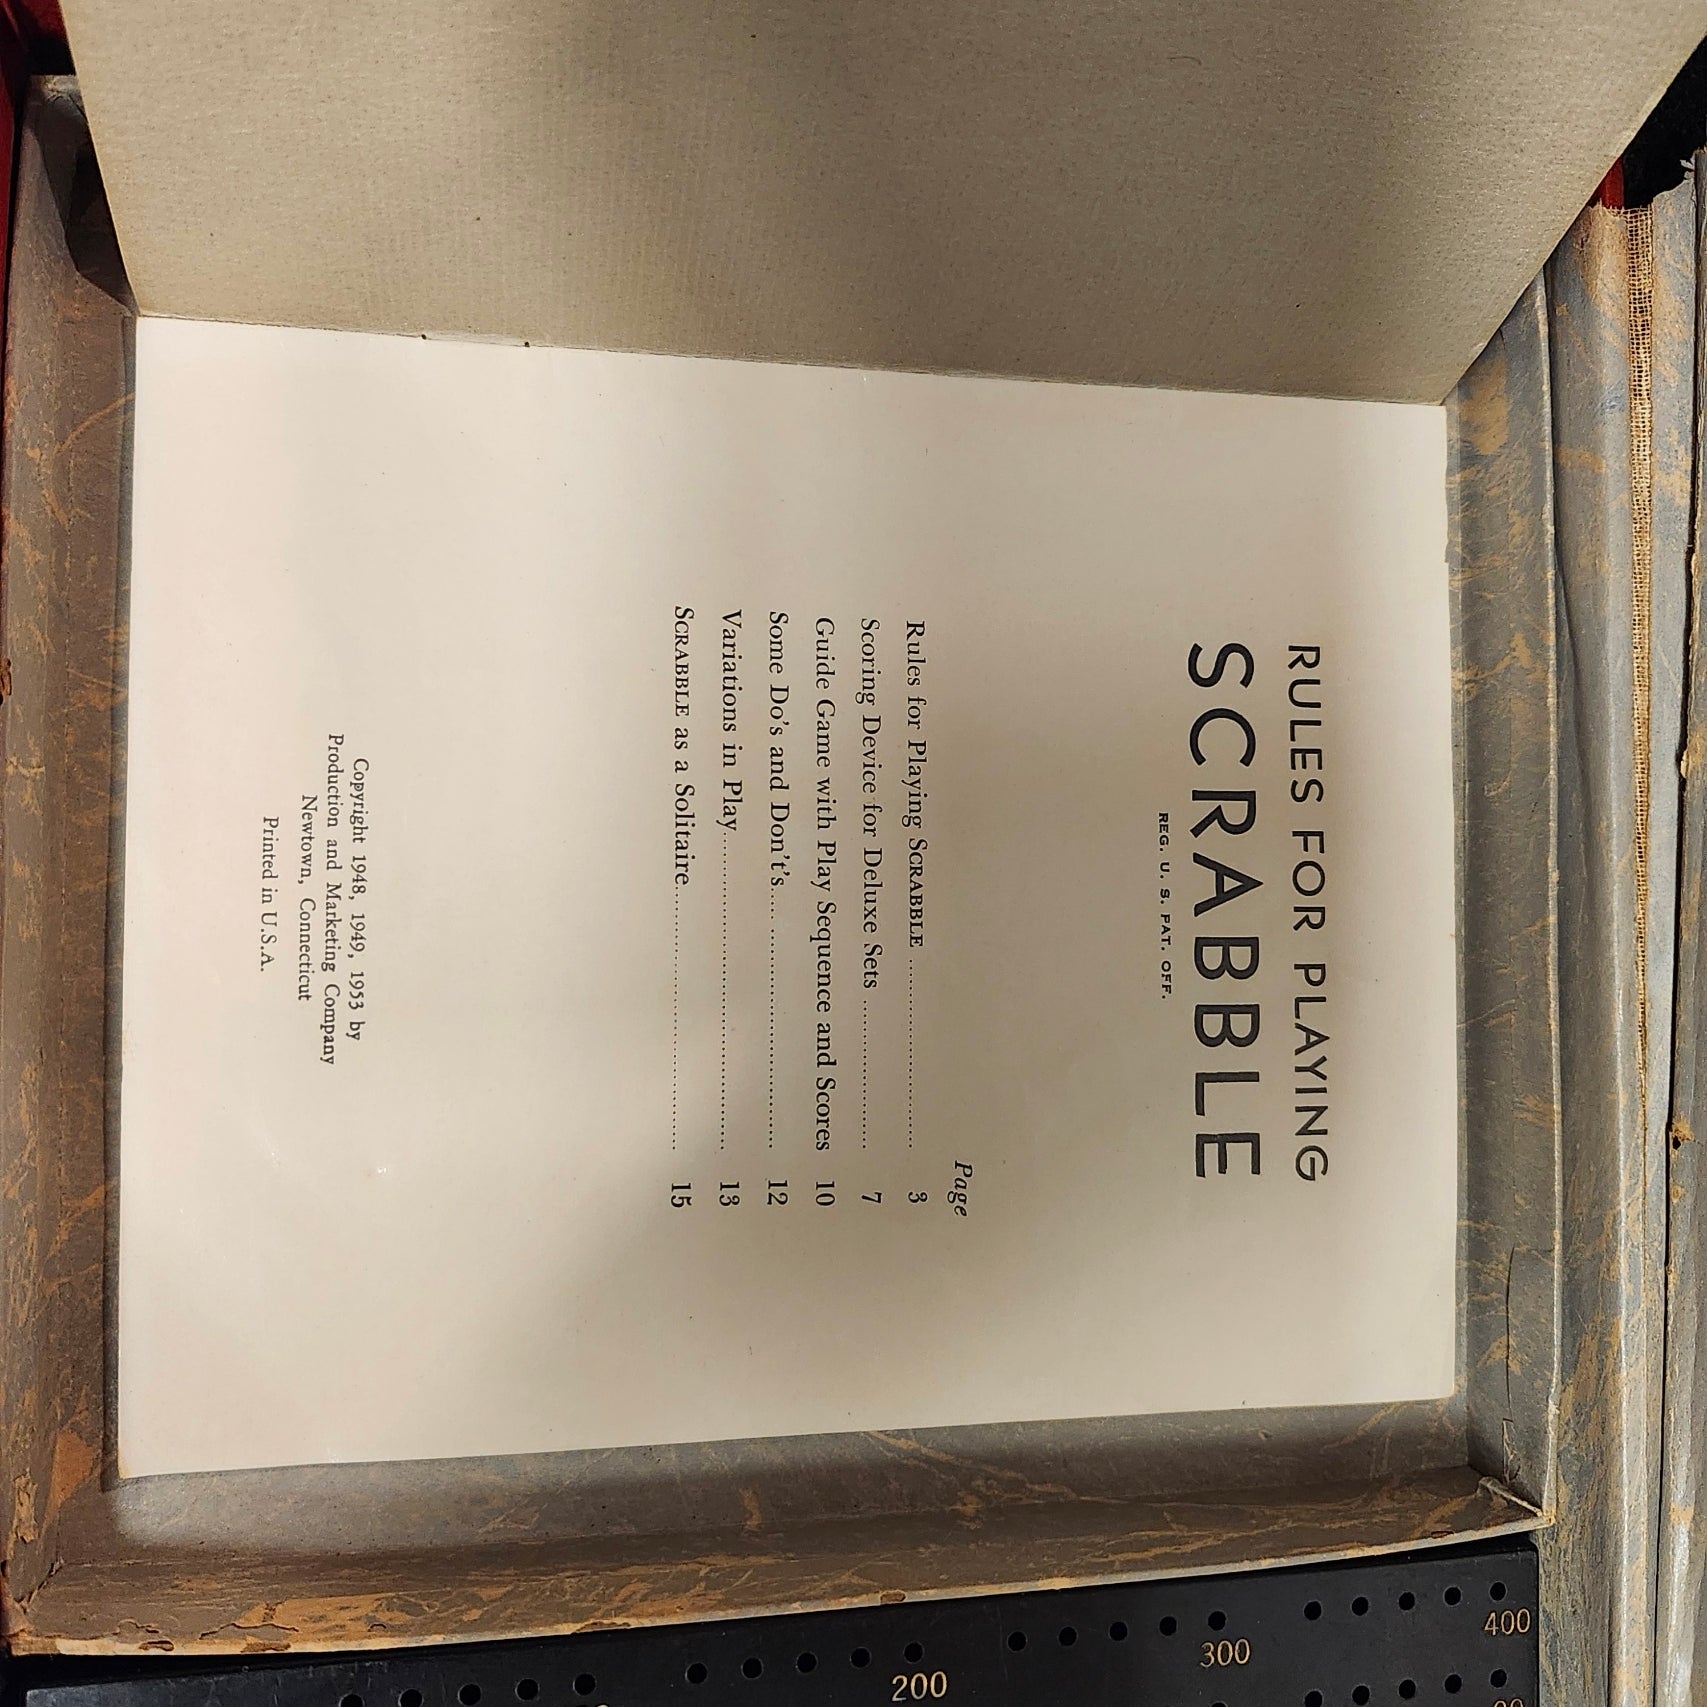 RULES FOR PLAYING
SCRABBLE
REG. U. S. PAT. OFF.
Page
Rules for Playing SCRABBLE ........................ 3
Scoring Device for Deluxe Sets .................. 7
Guide Game with Play Sequence and Scores 10
Some Do's and Don't's............................ 12
Variations in Play.................................... 13
SCRABBLE as a Solitaire............................ 15
Copyright 1948, 1949, 1953 by
Production and Marketing Company
Newtown, Connecticut
Printed in U.S.A.
200
300
400